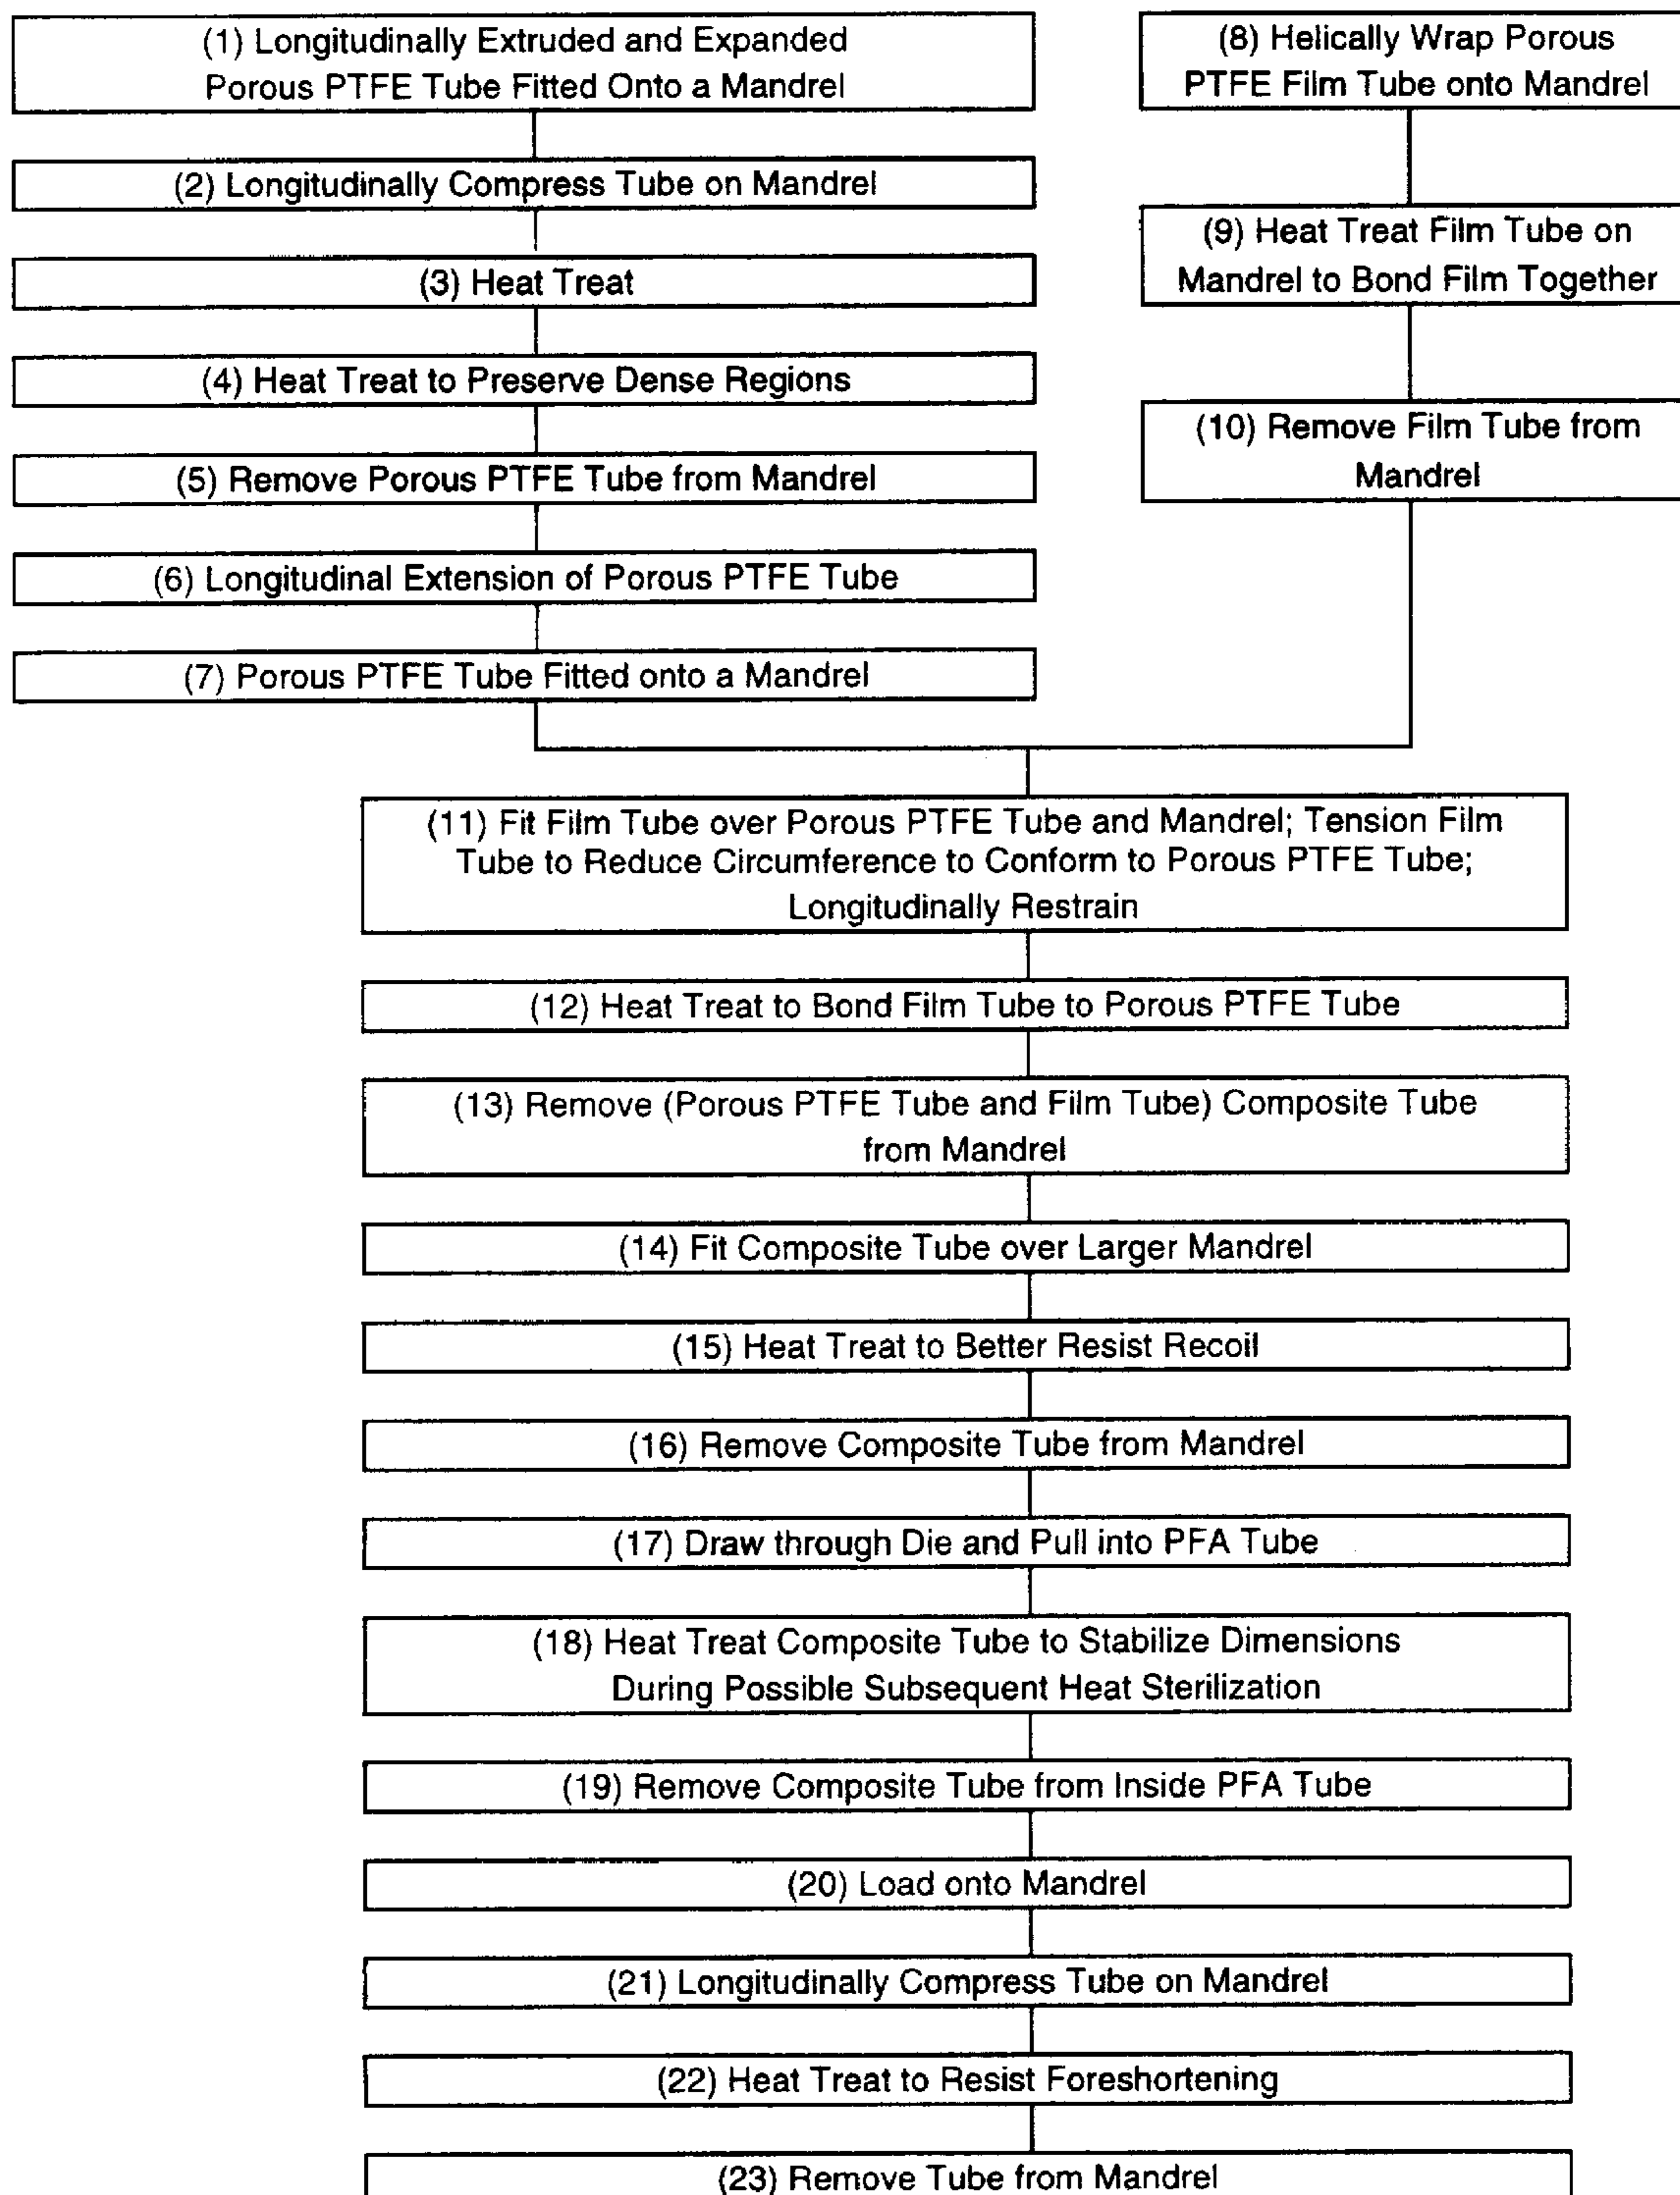 (1) Longitudinally Extruded and Expanded
Porous PTFE Tube Fitted Onto a Mandrel
(2) Longitudinally Compress Tube on Mandrel
(3) Heat Treat
(4) Heat Treat to Preserve Dense Regions
(5) Remove Porous PTFE Tube from Mandrel
(6) Longitudinal Extension of Porous PTFE Tube
(7) Porous PTFE Tube Fitted onto a Mandrel
(8) Helically Wrap Porous
PTFE Film Tube onto Mandrel
(9) Heat Treat Film Tube on
Mandrel to Bond Film Together
(10) Remove Film Tube from
Mandrel
(11) Fit Film Tube over Porous PTFE Tube and Mandrel; Tension Film
Tube to Reduce Circumference to Conform to Porous PTFE Tube;
Longitudinally Restrain
(12) Heat Treat to Bond Film Tube to Porous PTFE Tube
(13) Remove (Porous PTFE Tube and Film Tube) Composite Tube
from Mandrel
(14) Fit Composite Tube over Larger Mandrel
(15) Heat Treat to Better Resist Recoil
(16) Remove Composite Tube from Mandrel
(17) Draw through Die and Pull into PFA Tube
(18) Heat Treat Composite Tube to Stabilize Dimensions
During Possible Subsequent Heat Sterilization
(19) Remove Composite Tube from Inside PFA Tube
(20) Load onto Mandrel
(21) Longitudinally Compress Tube on Mandrel
(22) Heat Treat to Resist Foreshortening
(23) Remove Tube from Mandrel